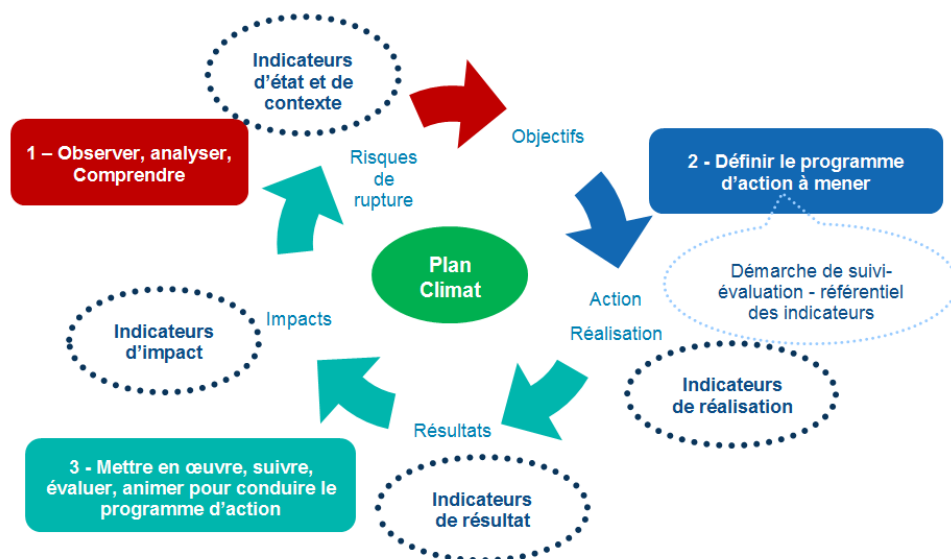 Indicateurs
d'état et de
contexte
1 – Observer, analyser,
Comprendre
Risques
de
rupture
Objectifs
2 - Définir le programme
d'action à mener
Démarche de suivi-
évaluation - référentiel
des indicateurs
Plan
Climat
Action
Réalisation
Indicateurs
de réalisation
Impacts
Indicateurs
d'impact
Résultats
Indicateurs
de résultat
3 - Mettre en œuvre, suivre,
évaluer, animer pour conduire le
programme d'action